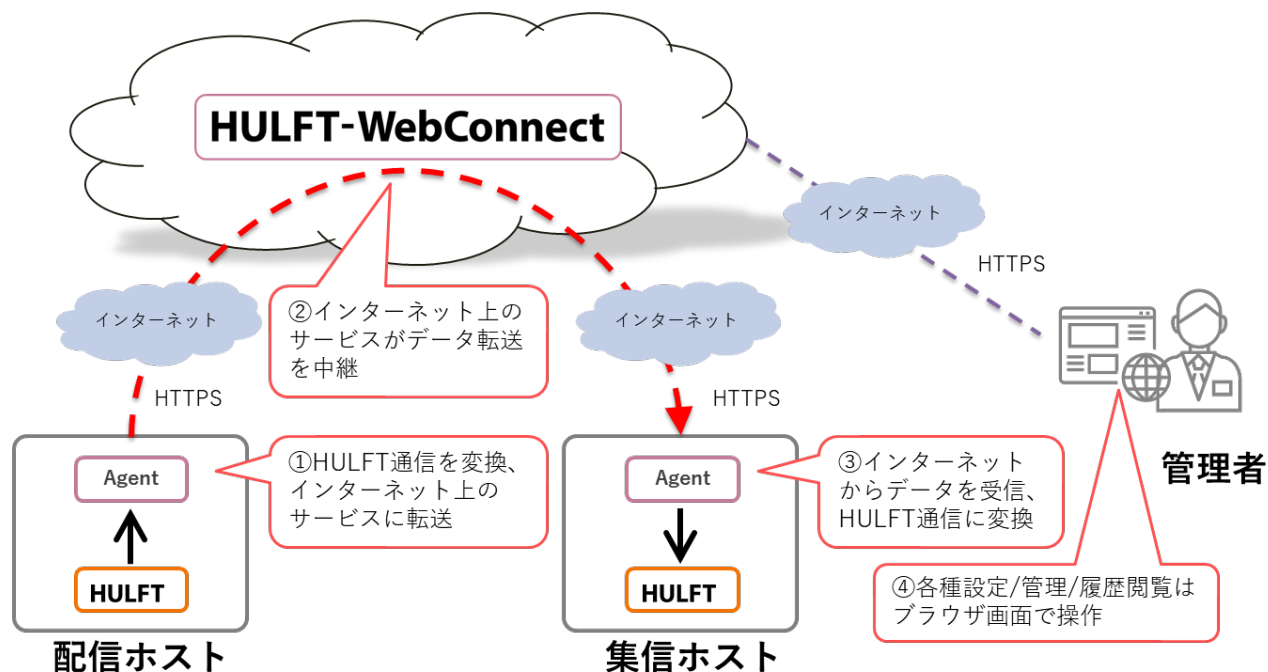 HULFT-WebConnect
インターネット
HTTPS
インターネット
インターネット
②インターネット上の
サービスがデータ転送
を中継
HTTPS
HTTPS
Agent
①HULFT通信を変換、
インターネット上の
サービスに転送
HULFT
配信ホスト
Agent
③インターネット
からデータを受信、
HULFT通信に変換
HULFT
集信ホスト
管理者
④各種設定/管理/履歴閲覧は
ブラウザ画面で操作